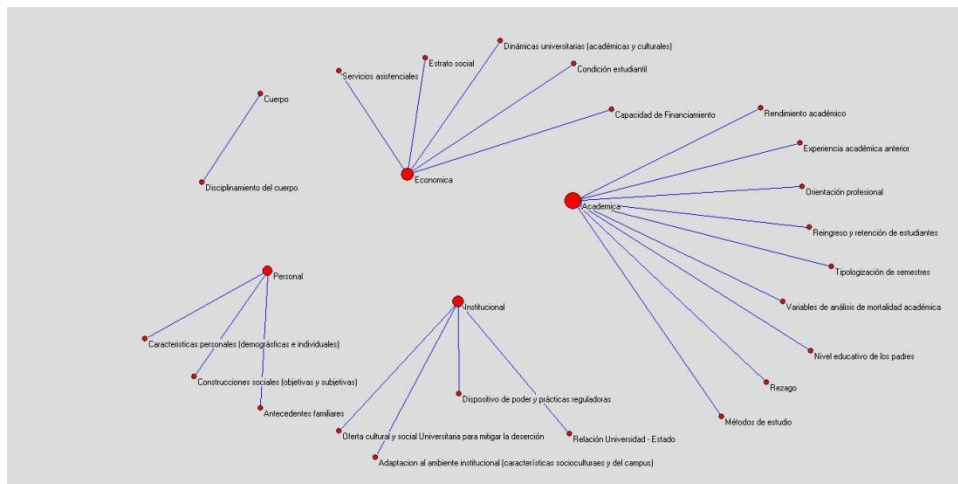 Dinámicas universitarias (académicas y culturales)
Estrato social
Condición estudiantil
Servicios asistenciales
Cuerpo
Capacidad de Financiamiento
Rendimiento académico
Experiencia académica anterior
Economica
Disciplinamiento del cuerpo
Orientación profesional
Academica
Reingreso y retención de estudiantes
Tipologización de semestres
Personal
Institucional
Variables de análisis de mortalidad académica
Caracteristicas personales (demográsticas e individuales)
Nivel educativo de los padres
Construcciones sociales (objetivas y subjetivas)
Rezago
Dispositivo de poder y prácticas reguladoras
Antecedentes familiares
Métodos de estudio
Oferta cultural y social Universitaria para mitigar la deserción
Relación Universidad - Estado
Adaptacion al ambiente institucional (características socioculturaes y del campus)